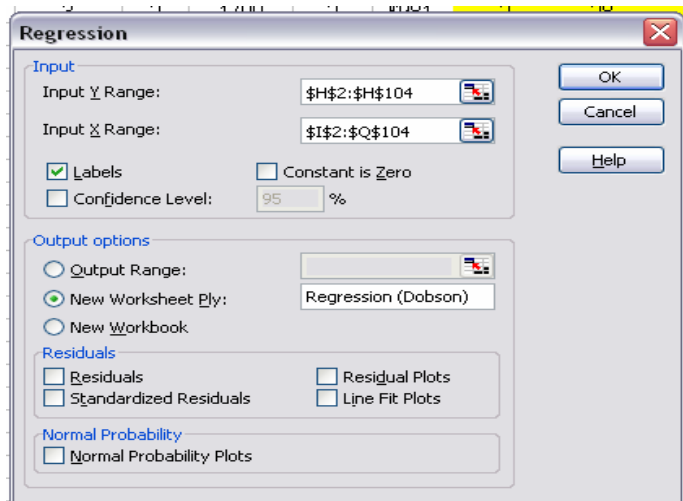 Regression
Input
Input Y Range:
$H$2:$H$104
OK
Cancel
Input X Range:
$I$2:$Q$104
Help
Labels
Constant is Zero
Confidence Level:
95
%
Output options
Output Range:
New Worksheet Ply:
Regression (Dobson)
New Workbook
Residuals
Residuals
Residual Plots
Standardized Residuals
Line Fit Plots
Normal Probability
Normal Probability Plots